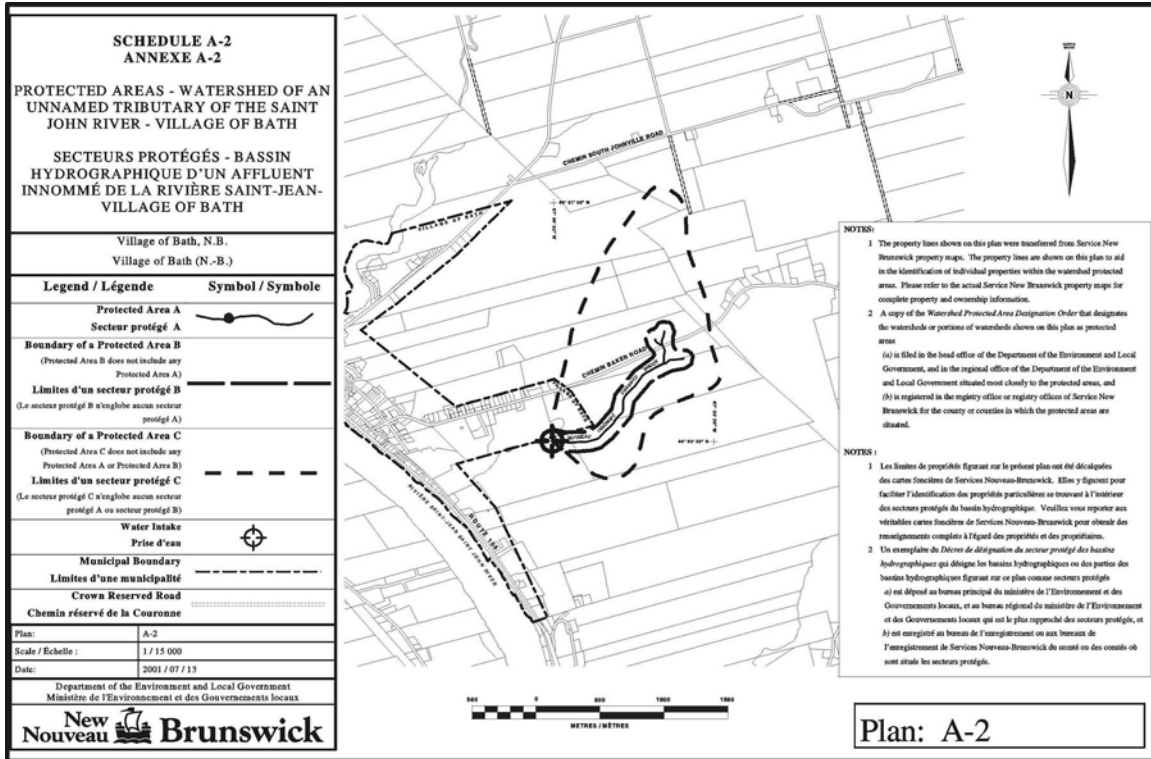 SCHEDULE A-2
ANNEXE A-2
PROTECTED AREAS - WATERSHED OF AN
UNNAMED TRIBUTARY OF THE SAINT
JOHN RIVER - VILLAGE OF BATH
SECTEURS PROTÉGÉS - BASSIN
HYDROGRAPHIQUE D'UN AFFLUENT
INNOMMÉ DE LA RIVIÈRE SAINT-JEAN-
VILLAGE OF BATH
Village of Bath, N.B.
Village of Bath (N.-B.)
Legend / Légende Symbol / Symbole
Protected Area A
Secteur protégé A
Boundary of a Protected Area B
(Protected Area B does not include any
Protected Area A)
Limites d'un secteur protégé B
(Le secteur protégé B n'englobe aucun secteur
protégé A)
Boundary of a Protected Area C
(Protected Area C does not include any
Protected Area A or Protected Area B)
Limites d'un secteur protégé C
(Le secteur protégé C n'englobe aucun secteur
protégé A ou secteur protégé B)
Water Intake
Prise d'eau
Municipal Boundary
Limites d'une municipalité
Crown Reserved Road
Chemin réservé de la Couronne
Plan: A-2
Scale / Échelle : 1 / 15 000
Date: 2001 / 07 / 13
Department of the Environment and Local Government
Ministère de l'Environnement et des Gouvernements locaux
New Nouveau Brunswick
CHEMIN SOUTH JOHNVILLE ROAD
VILLAGE OF BATH
CHEMIN BAKER ROAD
ROUTE 105
RIVIÈRE SAINT-JEAN SAINT JOHN RIVER
N
500 0 500 1000 1500
METRES / MÈTRES
NOTES:
1 The property lines shown on this plan were transferred from Service New
Brunswick property maps. The property lines are shown on this plan to aid
in the identification of individual properties within the watershed protected
areas. Please refer to the actual Service New Brunswick property maps for
complete property and ownership information.
2 A copy of the Watershed Protected Area Designation Order that designates
the watersheds or portions of watersheds shown on this plan as protected
areas
(a) is filed in the head office of the Department of the Environment and Local
Government, and in the regional office of the Department of the Environment
and Local Government situated most closely to the protected areas, and
(b) is registered in the registry office or registry offices of Service New
Brunswick for the county or counties in which the protected areas are
situated.
NOTES :
1 Les limites de propriétés figurant sur le présent plan ont été décalquées
des cartes foncières de Services Nouveau-Brunswick. Elles y figurent pour
faciliter l'identification des propriétés particulières se trouvant à l'intérieur
des secteurs protégés du bassin hydrographique. Veuillez vous reporter aux
véritables cartes foncières de Services Nouveau-Brunswick pour obtenir des
renseignements complets à l'égard des propriétés et des propriétaires.
2 Un exemplaire du Décret de désignation du secteur protégé des bassins
hydrographiques qui désigne les bassins hydrographiques ou des parties des
bassins hydrographiques figurant sur ce plan comme secteurs protégés
a) est déposé au bureau principal du ministère de l'Environnement et des
Gouvernements locaux, et au bureau régional du ministère de l'Environnement
et des Gouvernements locaux qui est le plus rapproché des secteurs protégés, et
b) est enregistré au bureau de l'enregistrement ou aux bureaux de
l'enregistrement de Services Nouveau-Brunswick du comté ou des comtés où
sont situés les secteurs protégés.
Plan: A-2